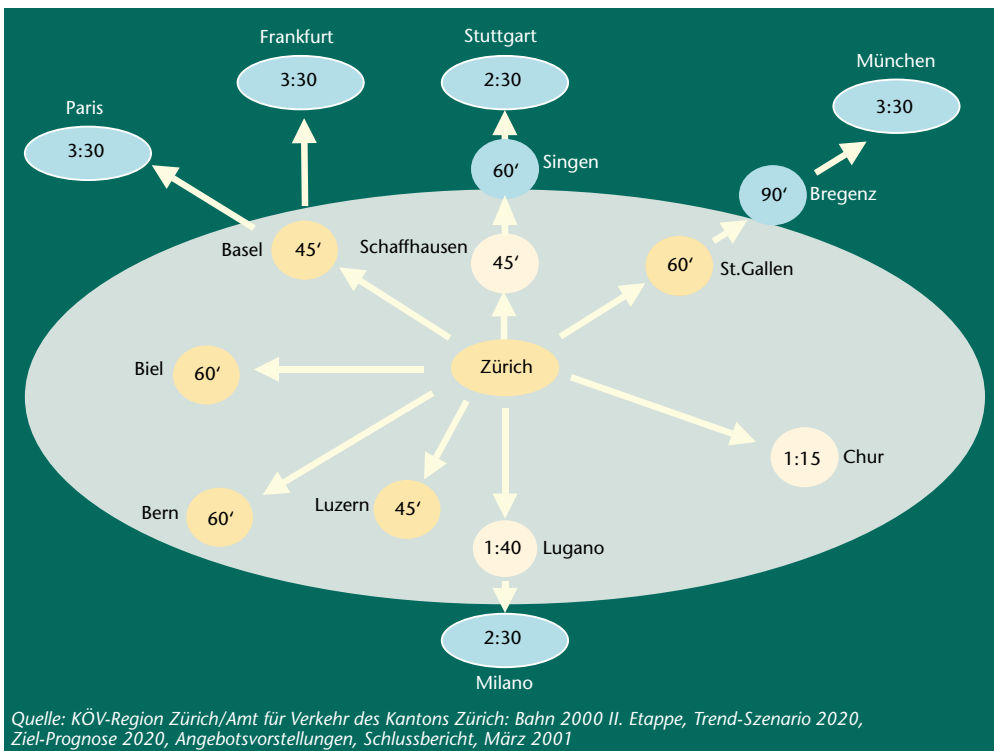 Frankfurt
3:30
Stuttgart
2:30
München
3:30
Paris
3:30
60‘
Singen
90‘
Bregenz
Basel
45‘
Schaffhausen
45‘
60‘
St.Gallen
Biel
60‘
Zürich
1:15
Chur
Bern
60‘
Luzern
45‘
1:40
Lugano
2:30
Milano
Quelle: KÖV-Region Zürich/Amt für Verkehr des Kantons Zürich: Bahn 2000 II. Etappe, Trend-Szenario 2020,
Ziel-Prognose 2020, Angebotsvorstellungen, Schlussbericht, März 2001